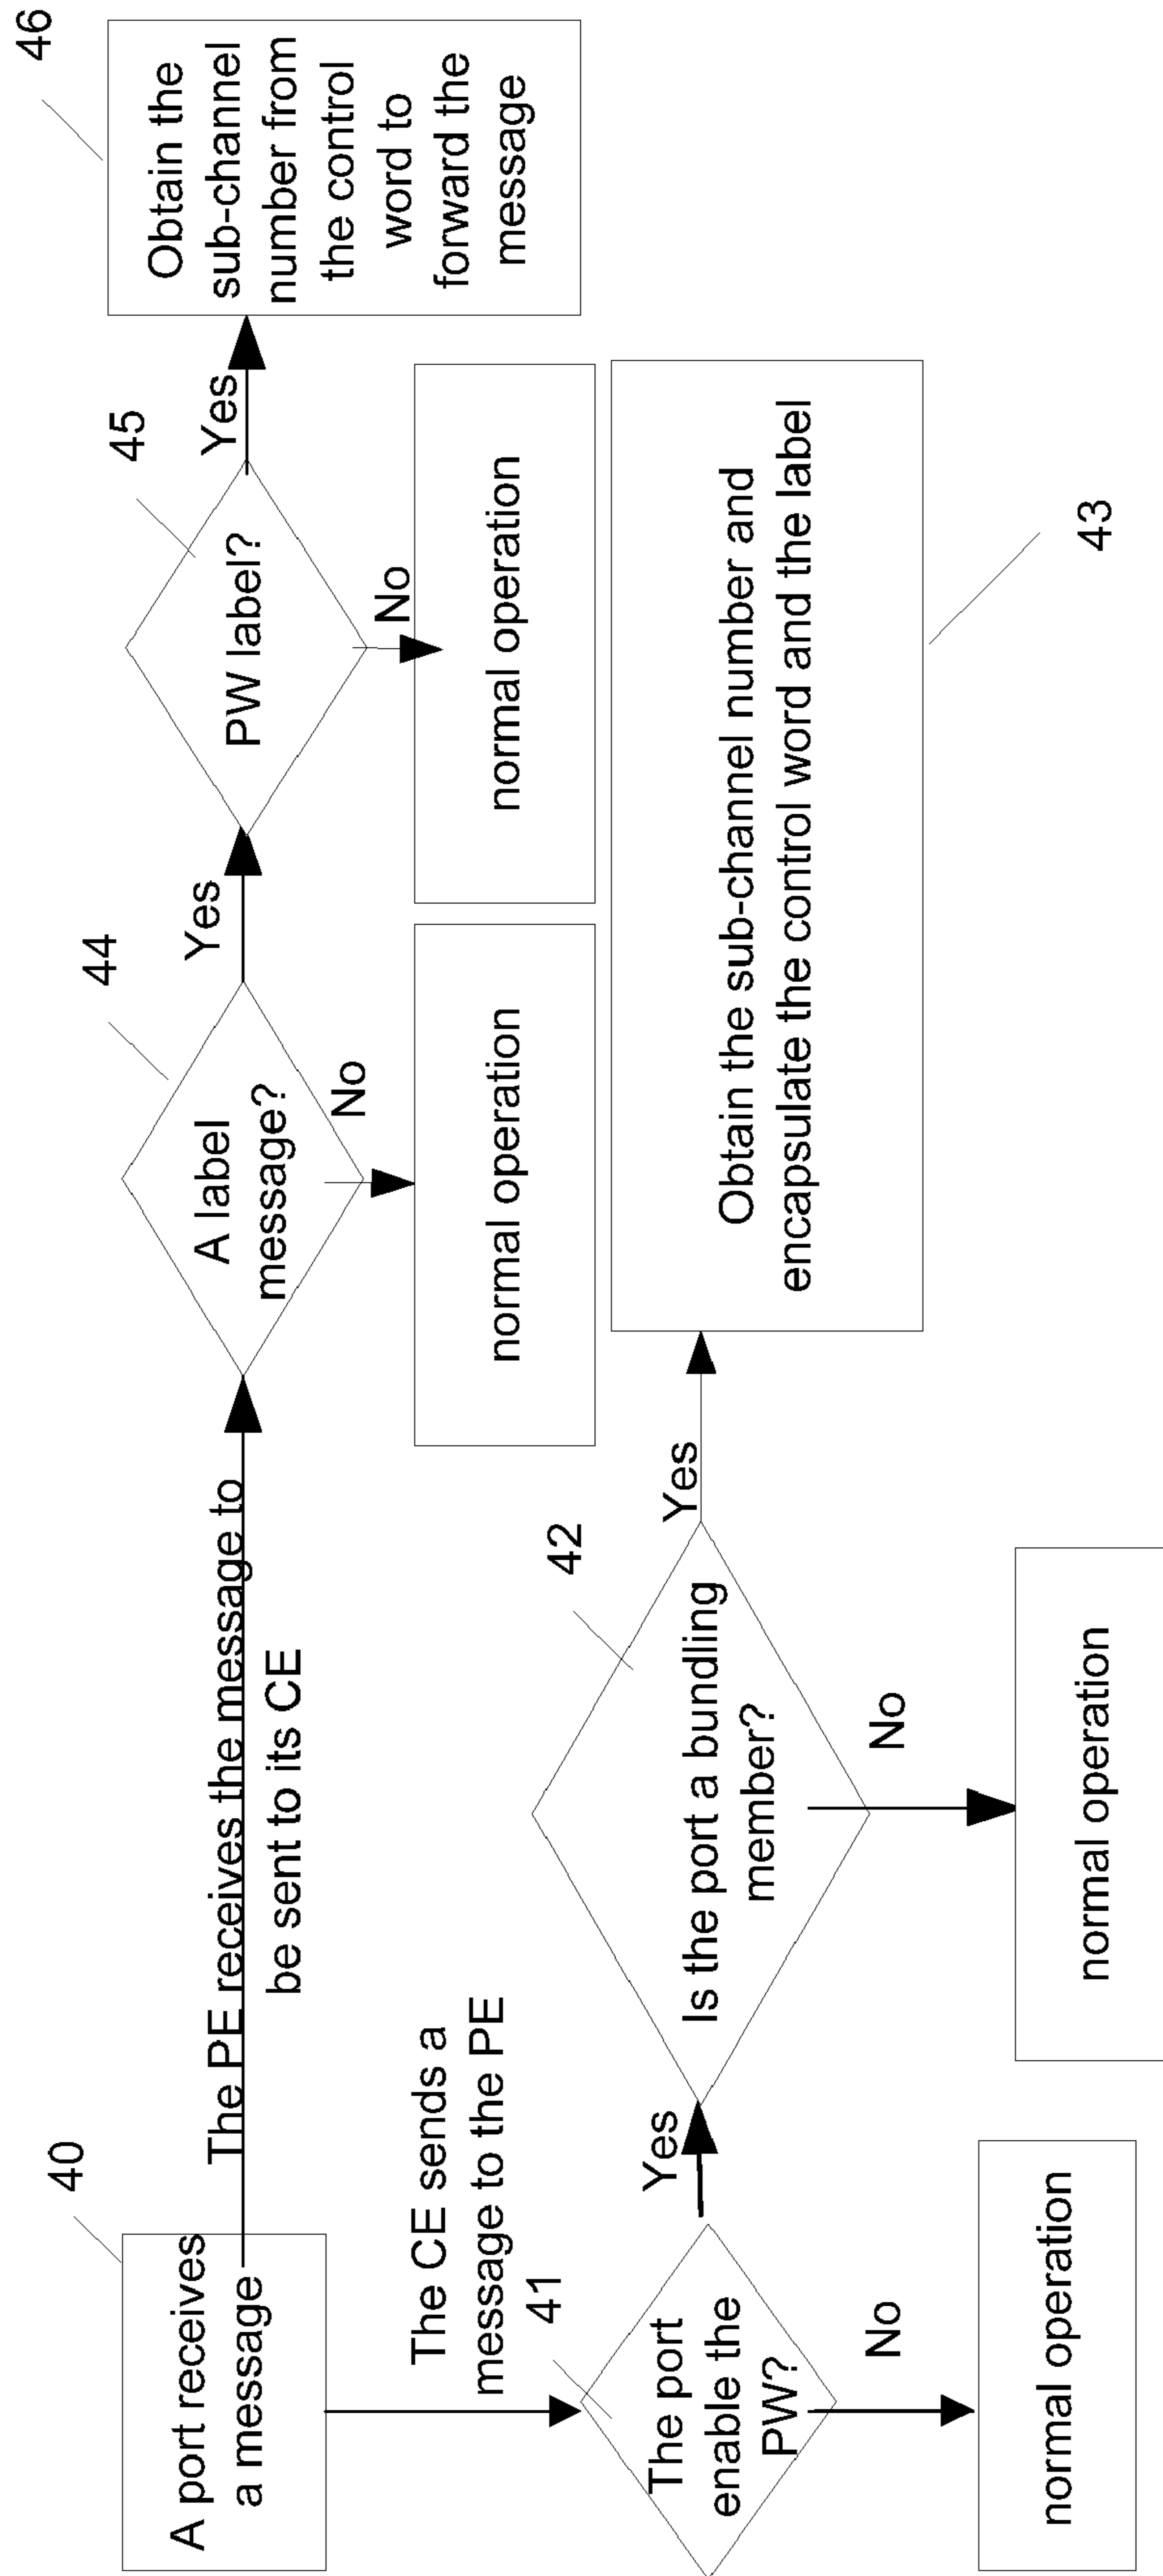 40
A port receives
a message
The PE receives the message to
be sent to its CE
44
A label
message?
Yes
No
normal operation
45
PW label?
Yes
No
normal operation
46
Obtain the
sub-channel
number from
the control
word to
forward the
message
The CE sends a
message to the PE
41
The port
enable the
PW?
Yes
No
normal operation
42
Is the port a bundling
member?
Yes
No
normal operation
Obtain the sub-channel number and
encapsulate the control word and the label
43